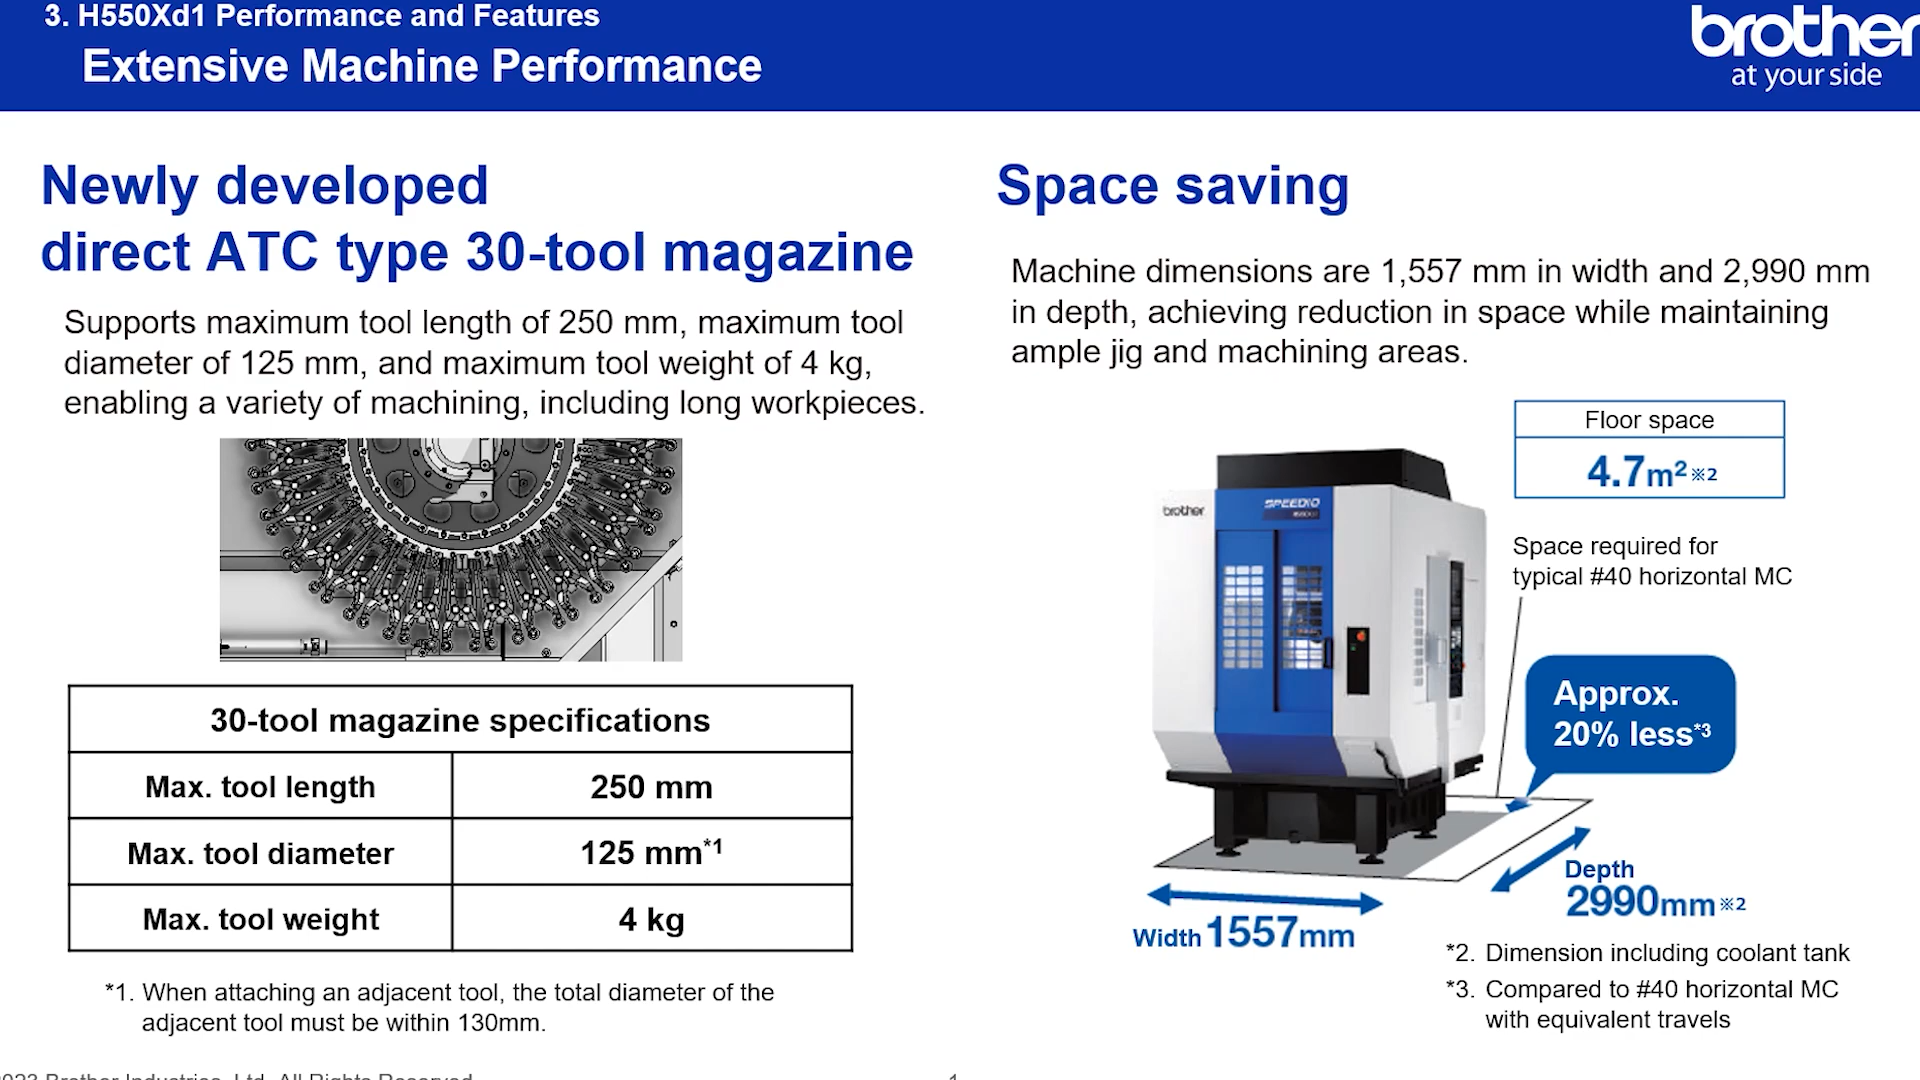 3. H550Xd1 Performance and Features
Extensive Machine Performance
brother
at your side
Newly developed
direct ATC type 30-tool magazine
Supports maximum tool length of 250 mm, maximum tool
diameter of 125 mm, and maximum tool weight of 4 kg,
enabling a variety of machining, including long workpieces.
30-tool magazine specifications
Max. tool length 250 mm
Max. tool diameter 125 mm*1
Max. tool weight 4 kg
*1. When attaching an adjacent tool, the total diameter of the
adjacent tool must be within 130mm.
Space saving
Machine dimensions are 1,557 mm in width and 2,990 mm
in depth, achieving reduction in space while maintaining
ample jig and machining areas.
Floor space
4.7m²※2
brother
SPEEDIO
Space required for
typical #40 horizontal MC
Approx.
20% less*3
Depth
2990mm※2
Width 1557mm
*2. Dimension including coolant tank
*3. Compared to #40 horizontal MC
with equivalent travels
Brother Industries, Ltd. All Rights Reserved.
1